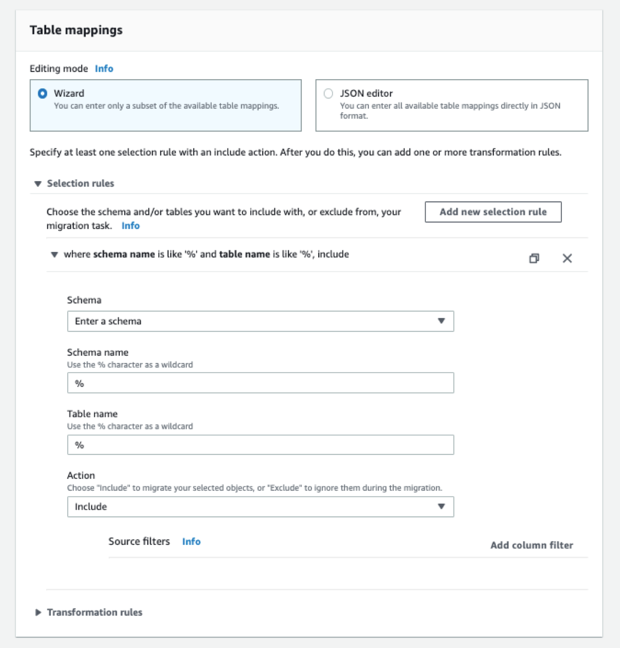 Table mappings
Editing mode Info
Wizard
You can enter only a subset of the available table mappings.
JSON editor
You can enter all available table mappings directly in JSON
format.
Specify at least one selection rule with an include action. After you do this, you can add one or more transformation rules.
Selection rules
Choose the schema and/or tables you want to include with, or exclude from, your
migration task. Info
Add new selection rule
where schema name is like '%' and table name is like '%', include
Schema
Enter a schema
Schema name
Use the % character as a wildcard
%
Table name
Use the % character as a wildcard
%
Action
Choose "Include" to migrate your selected objects, or "Exclude" to ignore them during the migration.
Include
Source filters Info
Add column filter
Transformation rules